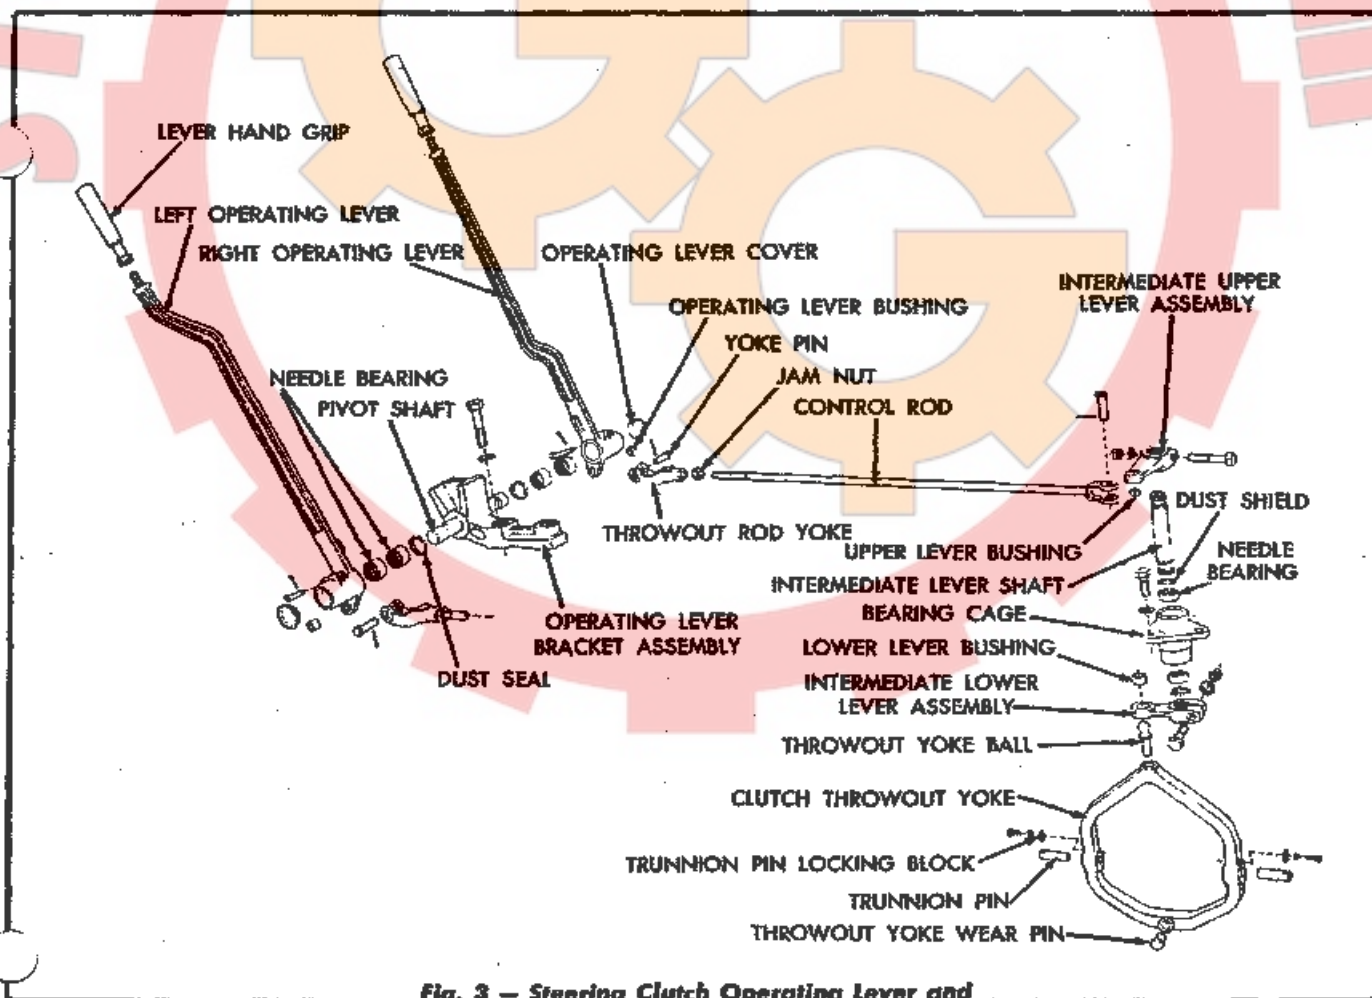 LEVER HAND GRIP
LEFT OPERATING LEVER
RIGHT OPERATING LEVER
OPERATING LEVER COVER
OPERATING LEVER BUSHING
INTERMEDIATE UPPER
LEVER ASSEMBLY
YOKE PIN
JAM NUT
CONTROL ROD
NEEDLE BEARING
PIVOT SHAFT
THROWOUT ROD YOKE
DUST SHIELD
UPPER LEVER BUSHING
NEEDLE
BEARING
INTERMEDIATE LEVER SHAFT
BEARING CAGE
OPERATING LEVER
BRACKET ASSEMBLY
LOWER LEVER BUSHING
DUST SEAL
INTERMEDIATE LOWER
LEVER ASSEMBLY
THROWOUT YOKE BALL
CLUTCH THROWOUT YOKE
TRUNNION PIN LOCKING BLOCK
TRUNNION PIN
THROWOUT YOKE WEAR PIN
Fig. 3 — Steering Clutch Operating Lever and